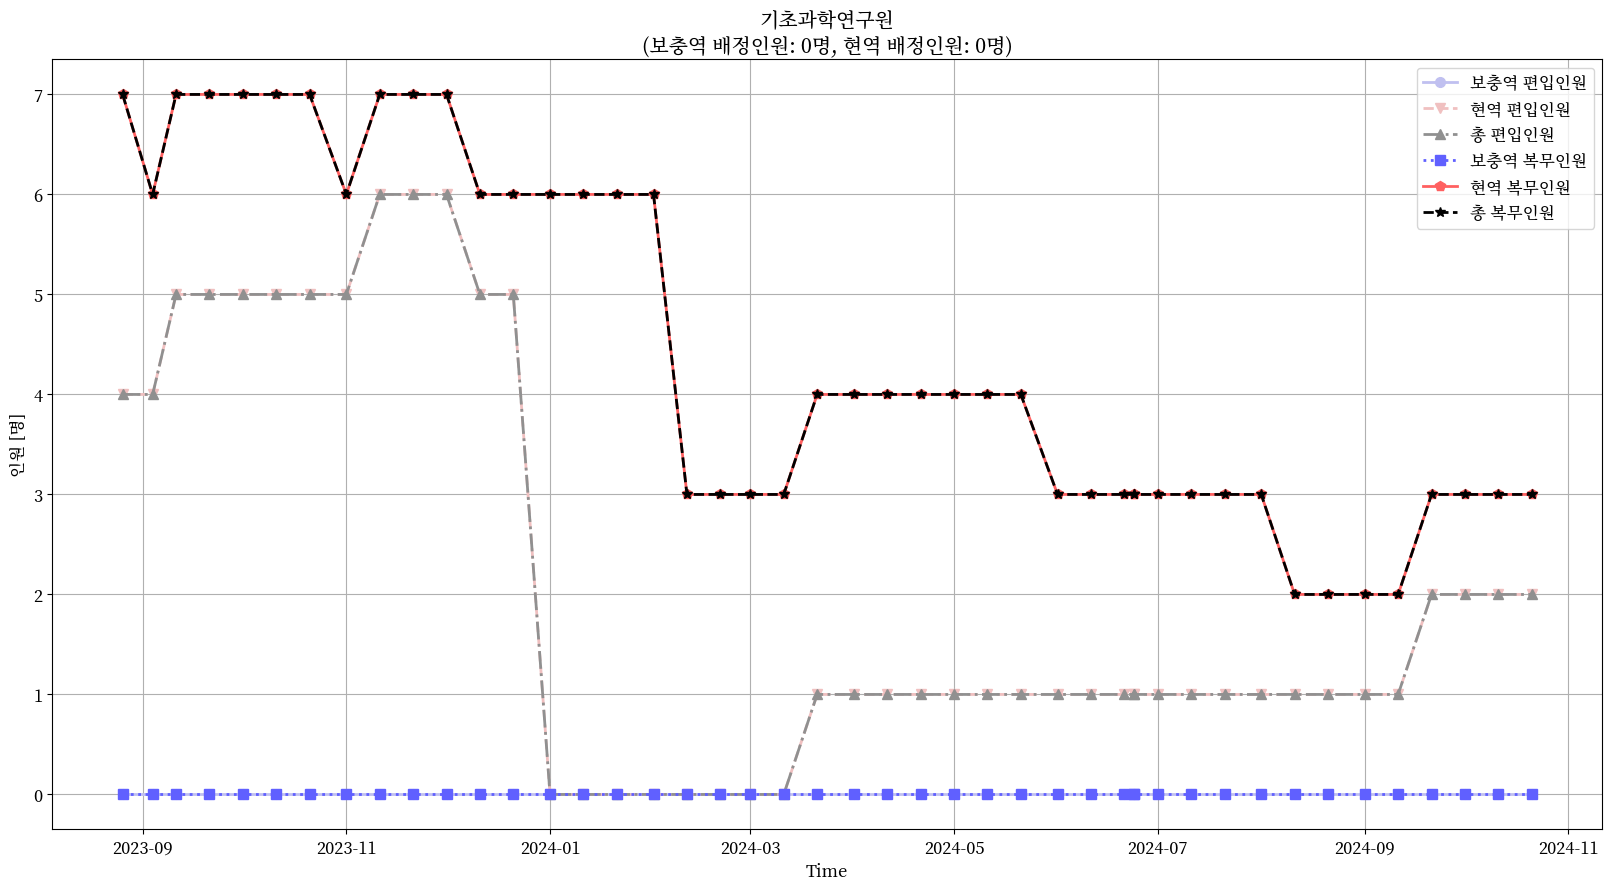 기초과학연구원
(보충역 배정인원: 0명, 현역 배정인원: 0명)
보충역 편입인원
현역 편입인원
총 편입인원
보충역 복무인원
현역 복무인원
총 복무인원
인원 [명]
7
6
5
4
3
2
1
0
2023-09 2023-11 2024-01 2024-03 2024-05 2024-07 2024-09 2024-11
Time